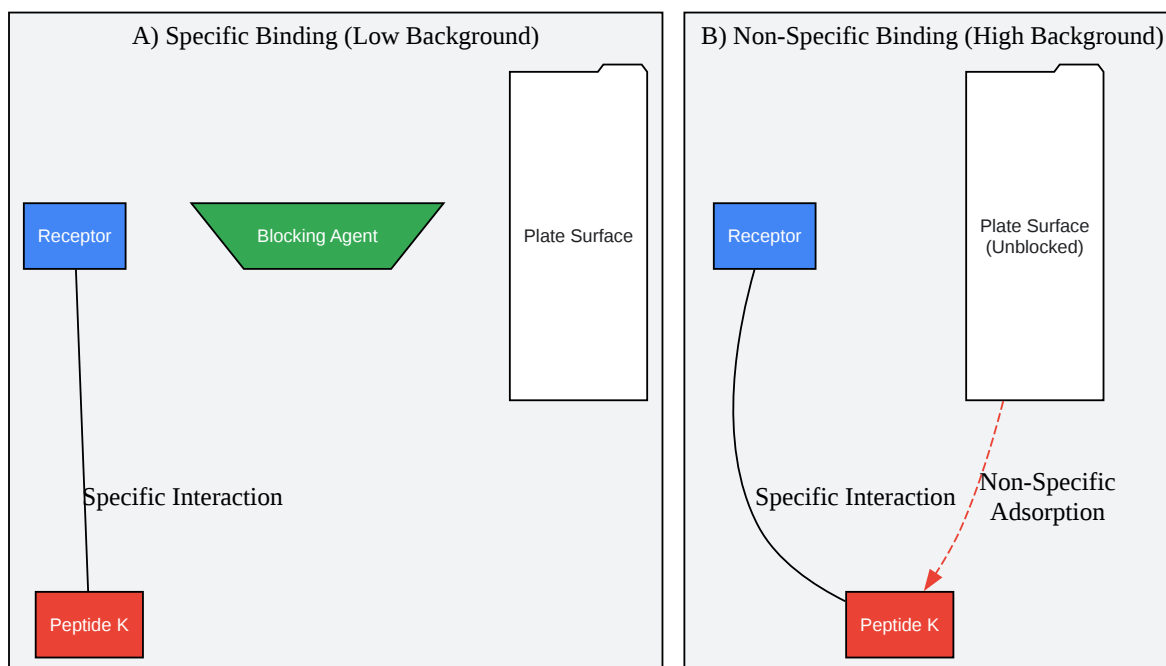 A) Specific Binding (Low Background)
Receptor
Blocking Agent
Plate Surface
Specific Interaction
Peptide K
B) Non-Specific Binding (High Background)
Receptor
Plate Surface
(Unblocked)
Specific Interaction
Non-Specific
Adsorption
Peptide K